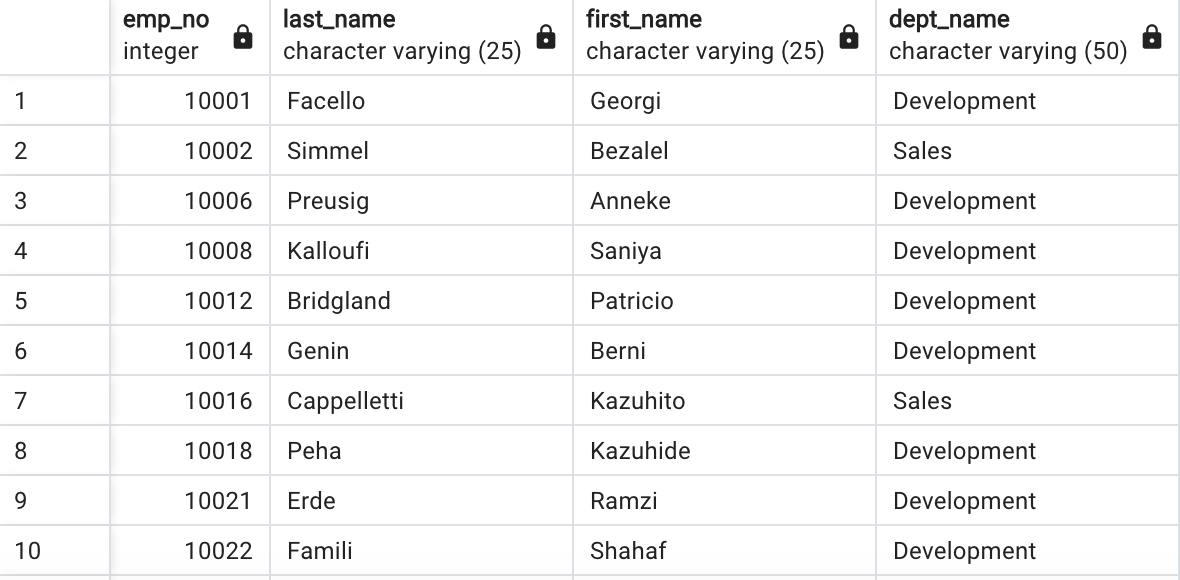 emp_no last_name first_name dept_name
integer character varying (25) character varying (25) character varying (50)
1 10001 Facello Georgi Development
2 10002 Simmel Bezalel Sales
3 10006 Preusig Anneke Development
4 10008 Kalloufi Saniya Development
5 10012 Bridgland Patricio Development
6 10014 Genin Berni Development
7 10016 Cappelletti Kazuhito Sales
8 10018 Peha Kazuhide Development
9 10021 Erde Ramzi Development
10 10022 Famili Shahaf Development